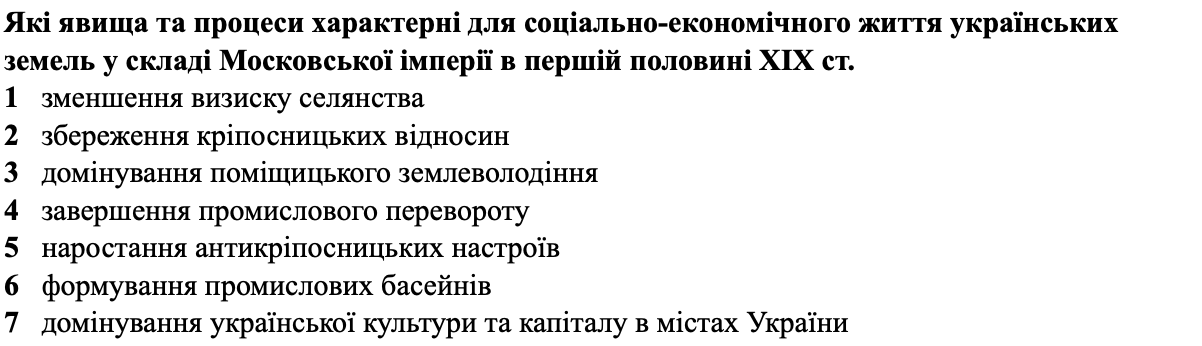 Які явища та процеси характерні для соціально-економічного життя українських
земель у складі Московської імперії в першій половині ХІХ ст.
1 зменшення визиску селянства
2 збереження кріпосницьких відносин
3 домінування поміщицького землеволодіння
4 завершення промислового перевороту
5 наростання антикріпосницьких настроїв
6 формування промислових басейнів
7 домінування української культури та капіталу в містах України